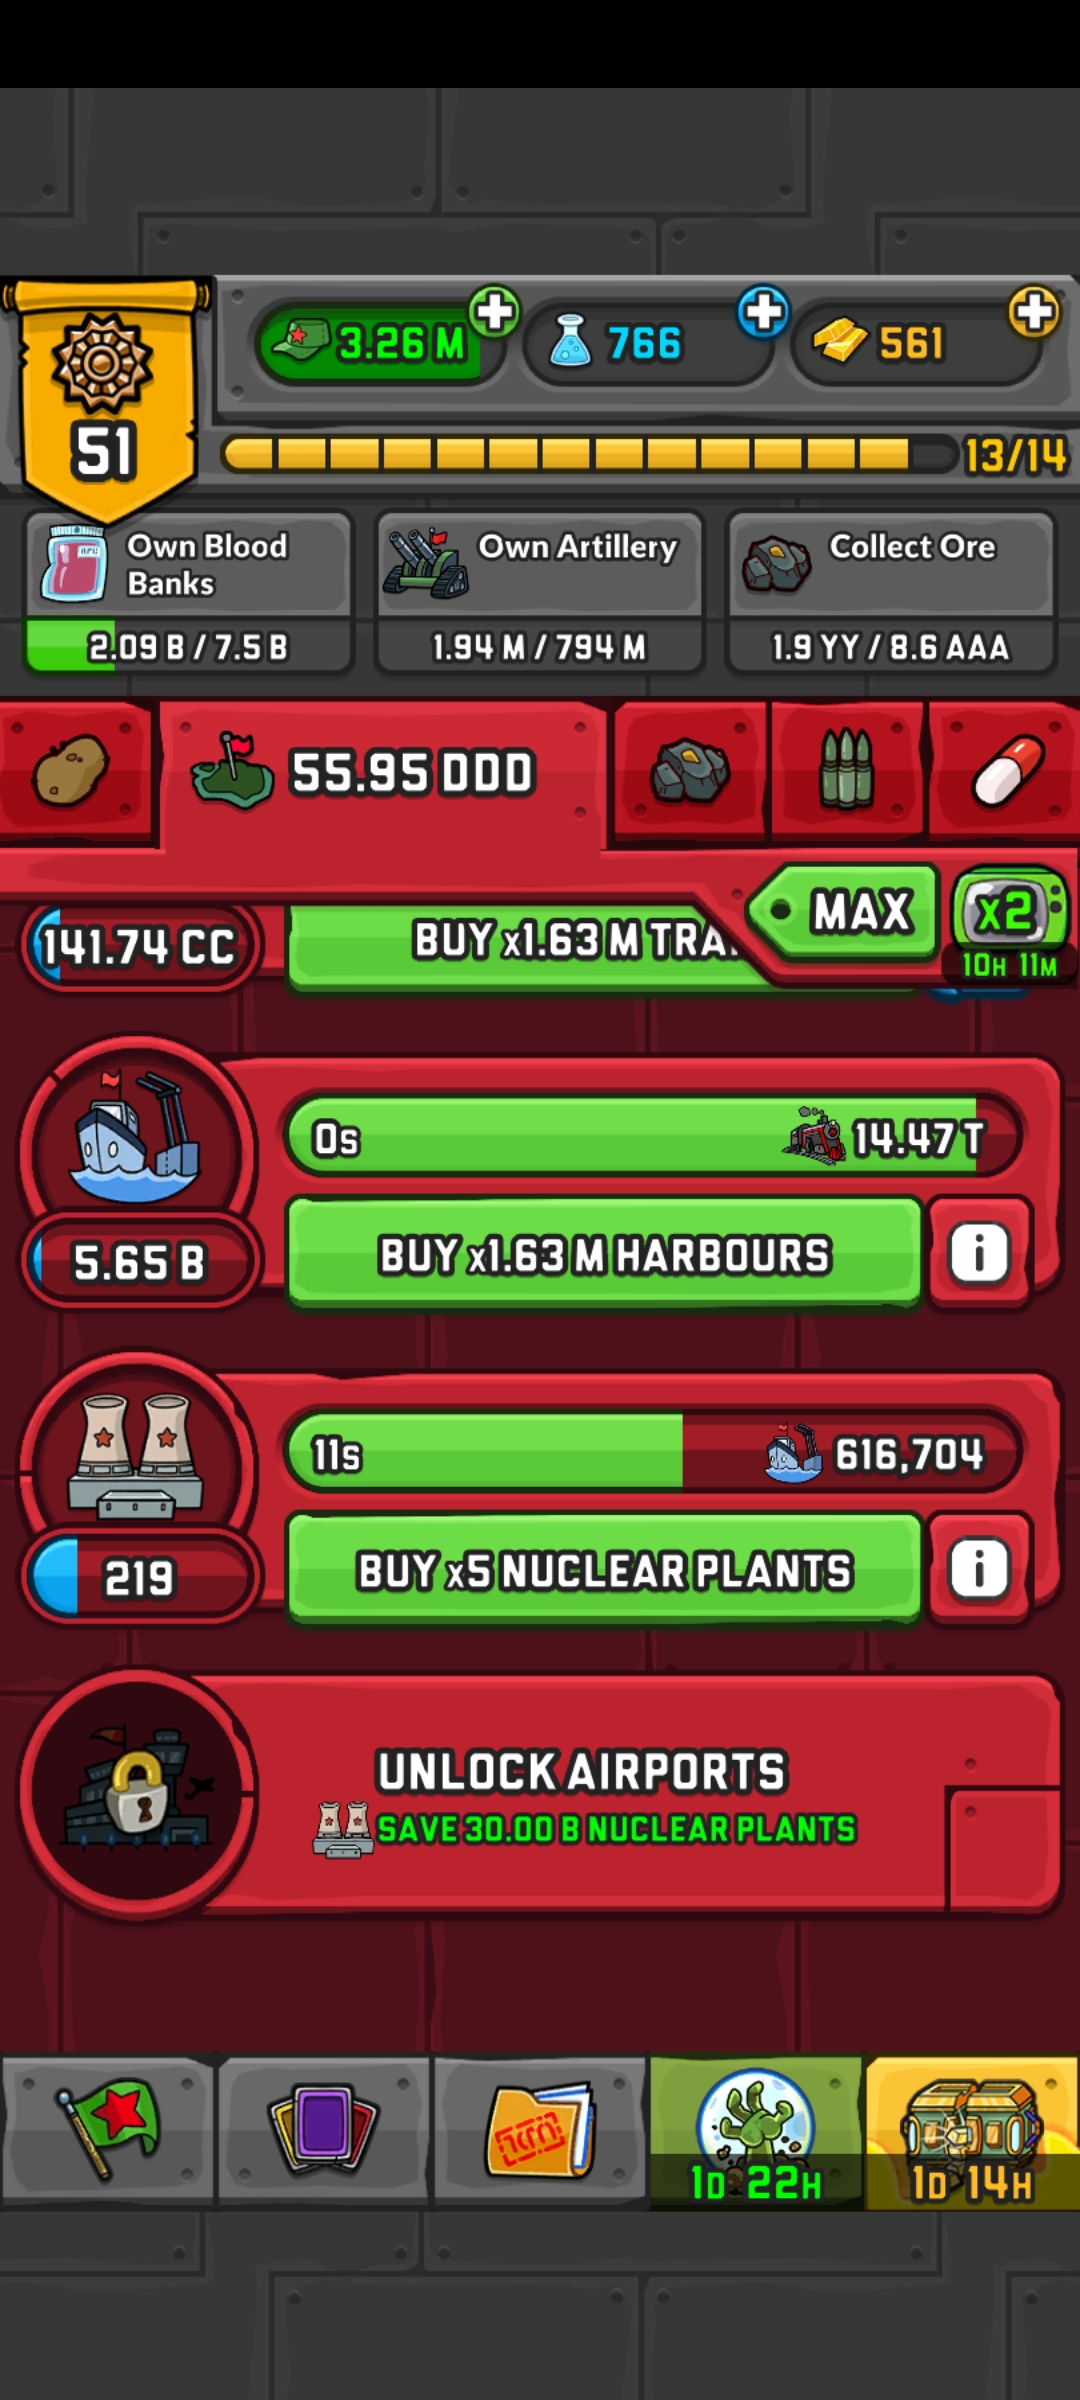 3.26 M
766
561
51
13/14
Own Blood
Banks
Own Artillery
Collect Ore
2.09 B / 7.5 B
1.94 M / 794 M
1.9 YY / 8.6 AAA
55.95 DDD
MAX
x2
10H 11M
141.74 CC
BUY x1.63 M TRA
0s
14.47 T
5.65 B
BUY x1.63 M HARBOURS
i
11s
616,704
219
BUY x5 NUCLEAR PLANTS
i
UNLOCK AIRPORTS
SAVE 30.00 B NUCLEAR PLANTS
1D 22H
1D 14H